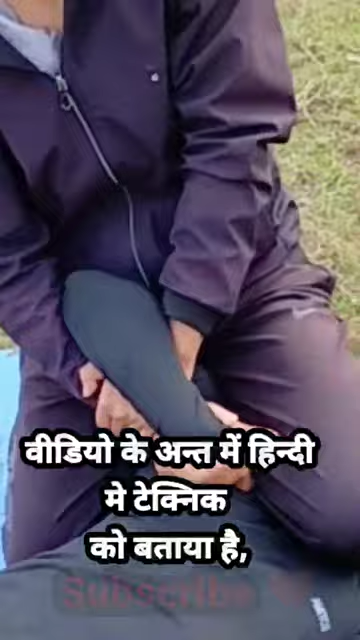 वीडियो के अन्त में हिन्दी
मे टेक्निक
को बताया है,
Subscribe